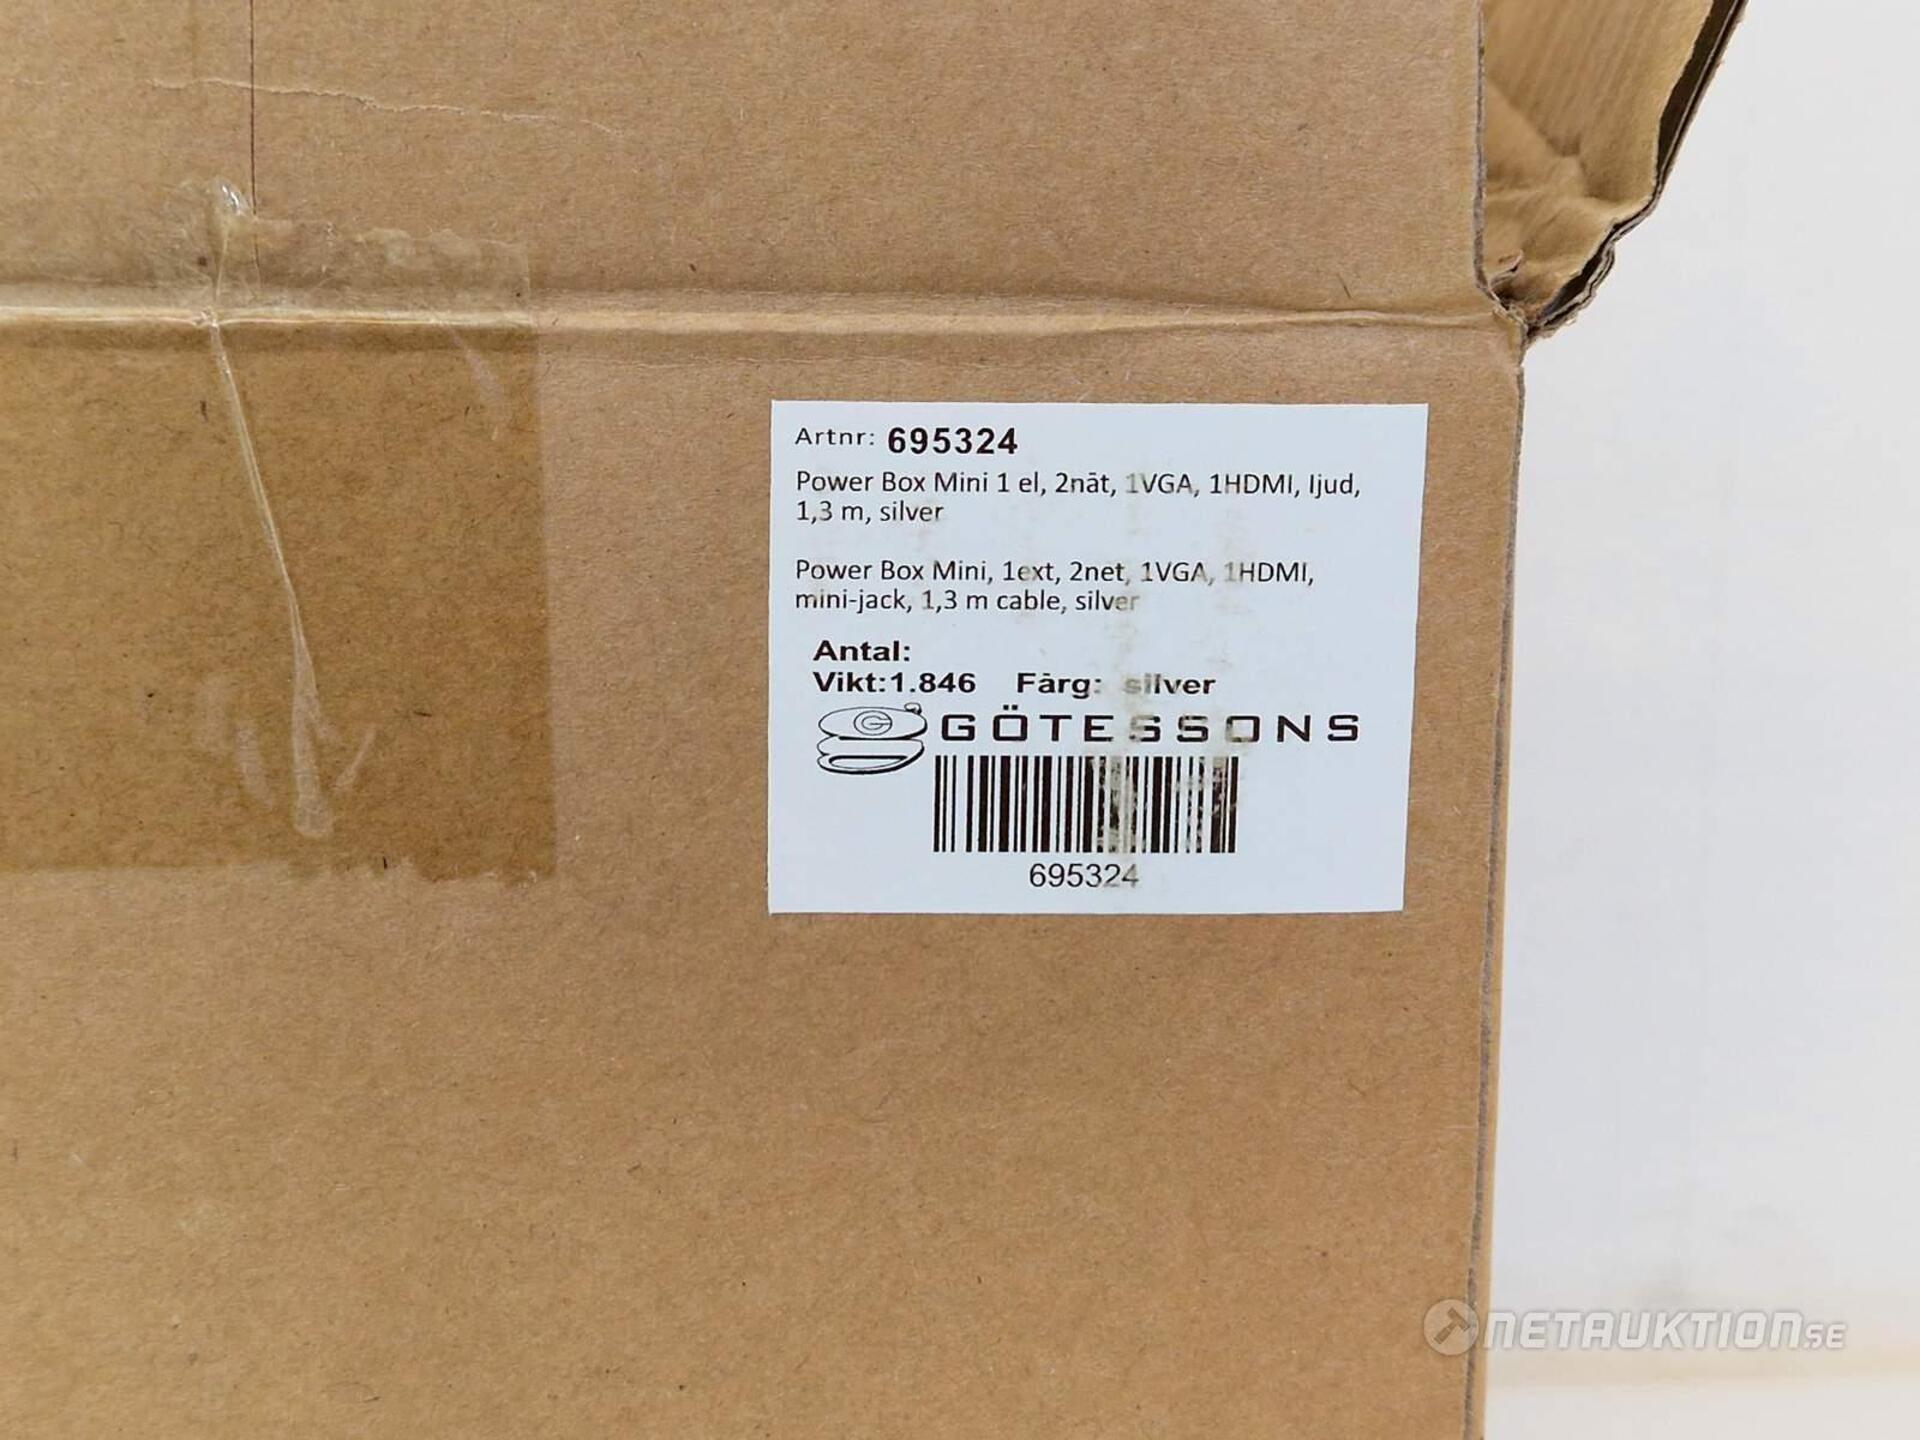 Artnr: 695324
Power Box Mini 1 el, 2nät, 1VGA, 1HDMI, ljud,
1,3 m, silver
Power Box Mini, 1ext, 2net, 1VGA, 1HDMI,
mini-jack, 1,3 m cable, silver
Antal:
Vikt:1.846 Färg: silver
G GÖTESSONS
695324
NETAUKTION.SE